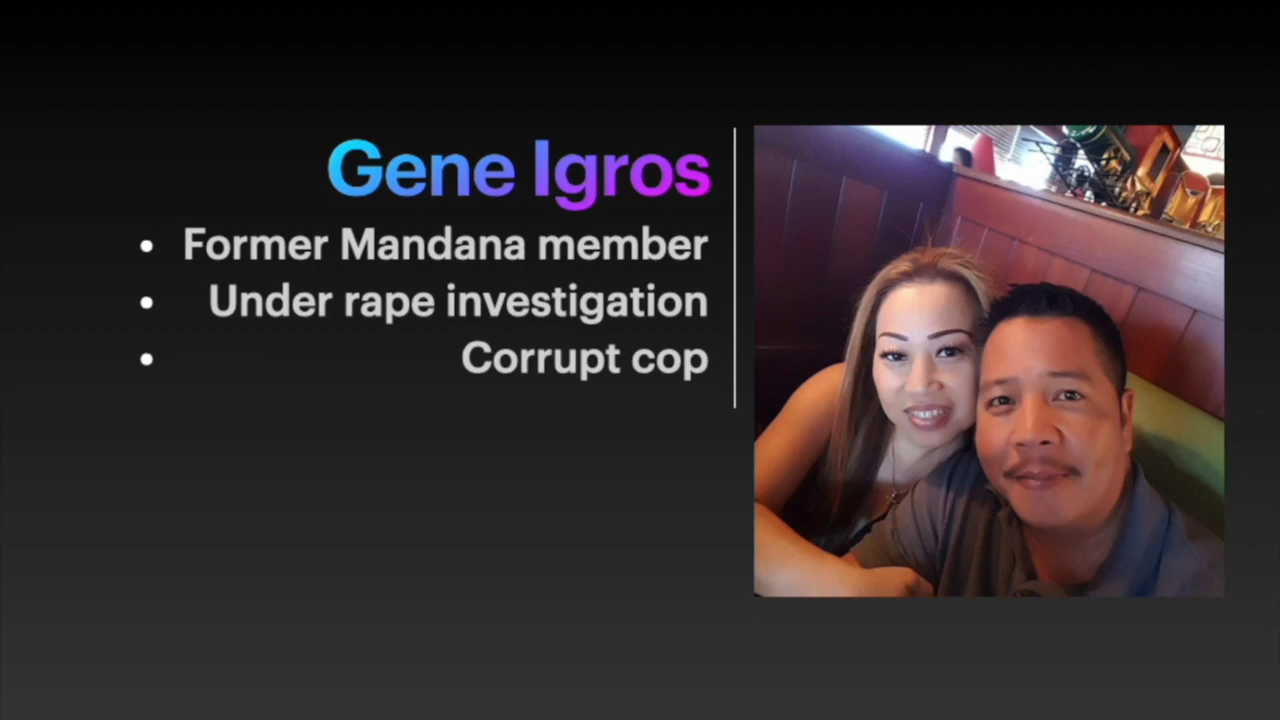 Gene Igros
• Former Mandana member
• Under rape investigation
• Corrupt cop